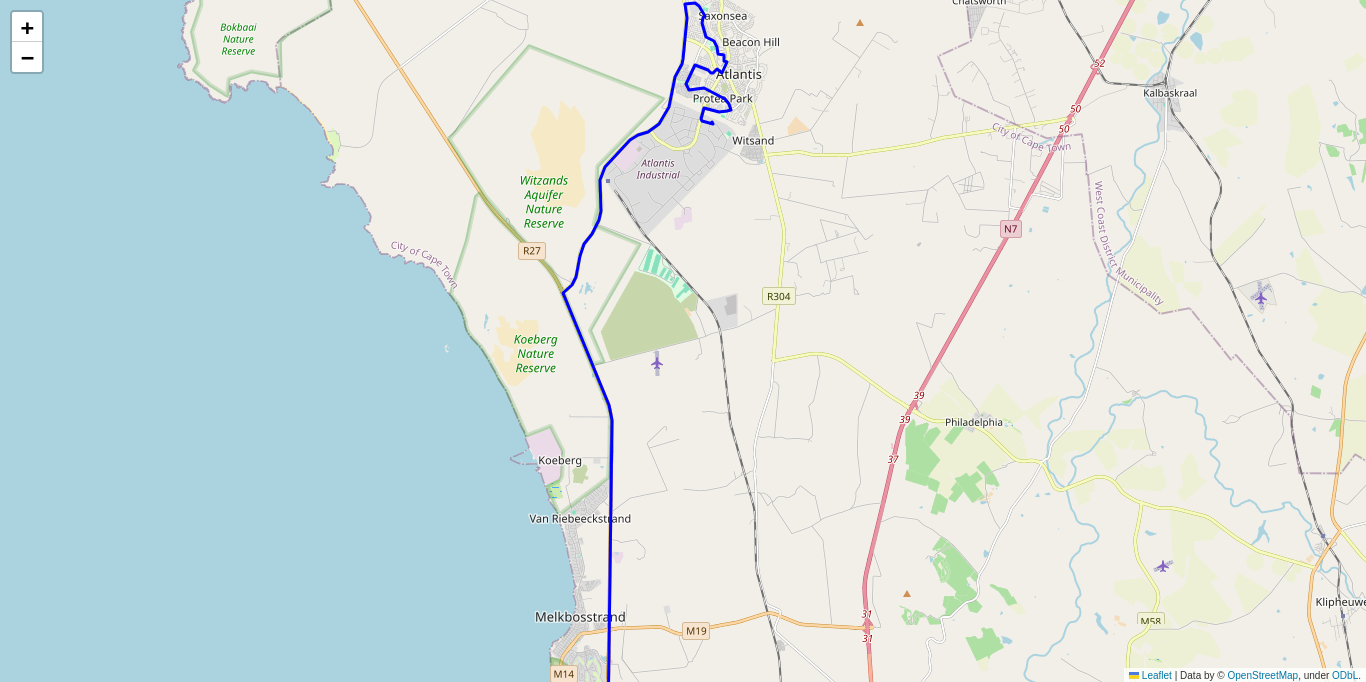 +
−
Chatsworth
Bokbaai
Nature
Reserve
Saxonsea
Beacon Hill
52
Atlantis
Kalbaskraal
Protea Park
50
50
City of Cape Town
Witsand
Atlantis
Industrial
Witzands
Aquifer
Nature
Reserve
West Coast District Municipality
N7
City of Cape Town
R27
R304
Koeberg
Nature
Reserve
39
39
Philadelphia
37
Koeberg
Van Riebeeckstrand
31
Klipheuwe
Melkbosstrand
M19
M58
31
M14
Leaflet | Data by © OpenStreetMap, under ODbL.